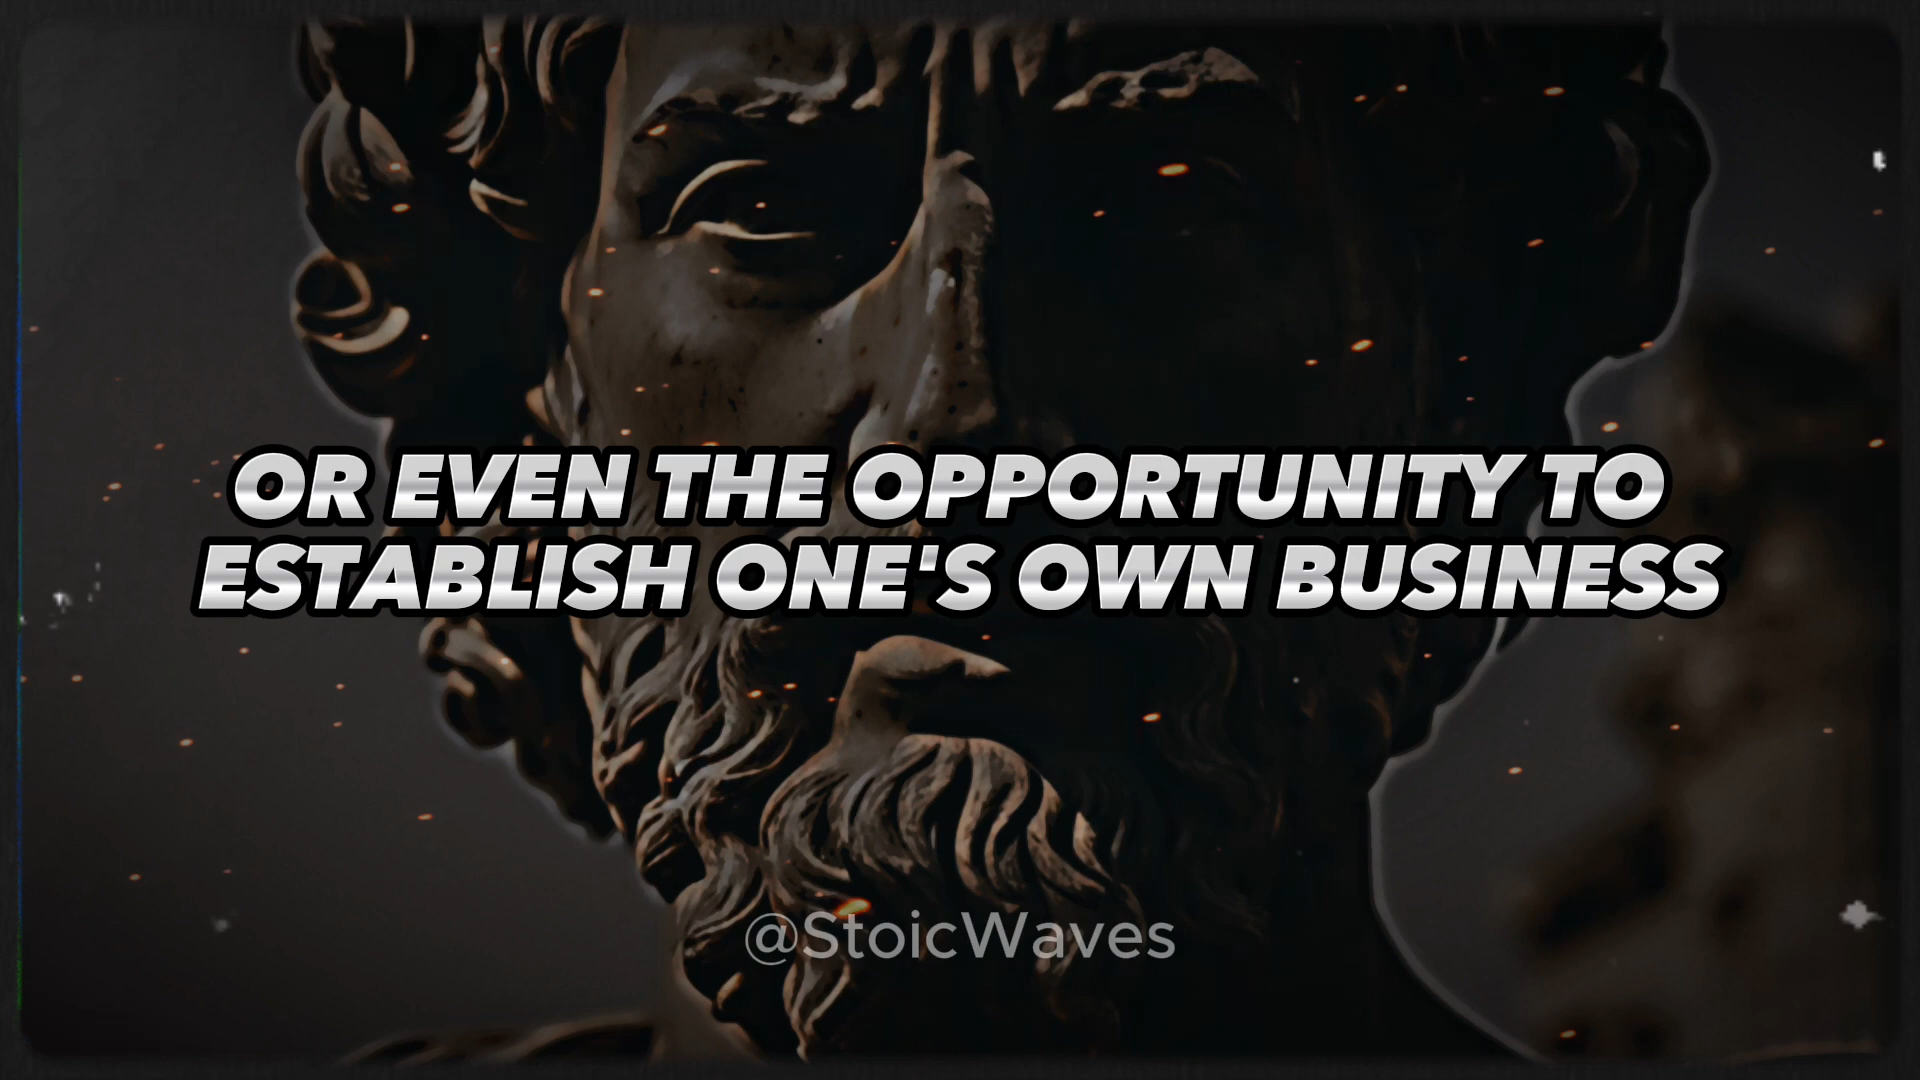 OR EVEN THE OPPORTUNITY TO
ESTABLISH ONE'S OWN BUSINESS
@StoicWaves